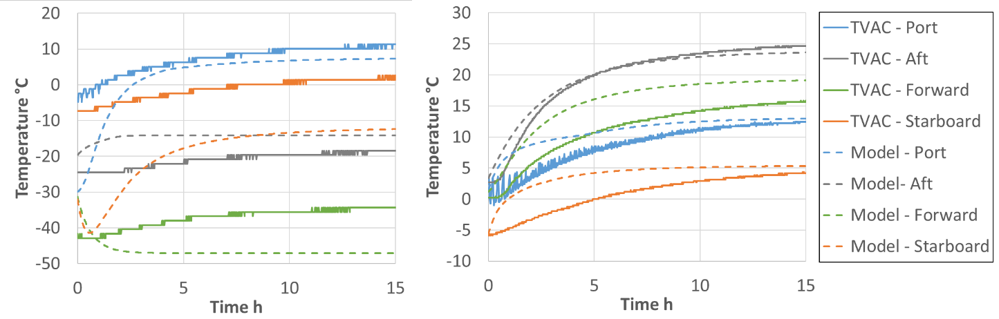 20
10
0
-10
-20
-30
-40
-50
Temperature °C
0 5 10 15
Time h
30
25
20
15
10
5
0
-5
-10
Temperature °C
0 5 10 15
Time h
TVAC - Port
TVAC - Aft
TVAC - Forward
TVAC - Starboard
Model - Port
Model- Aft
Model - Forward
Model - Starboard